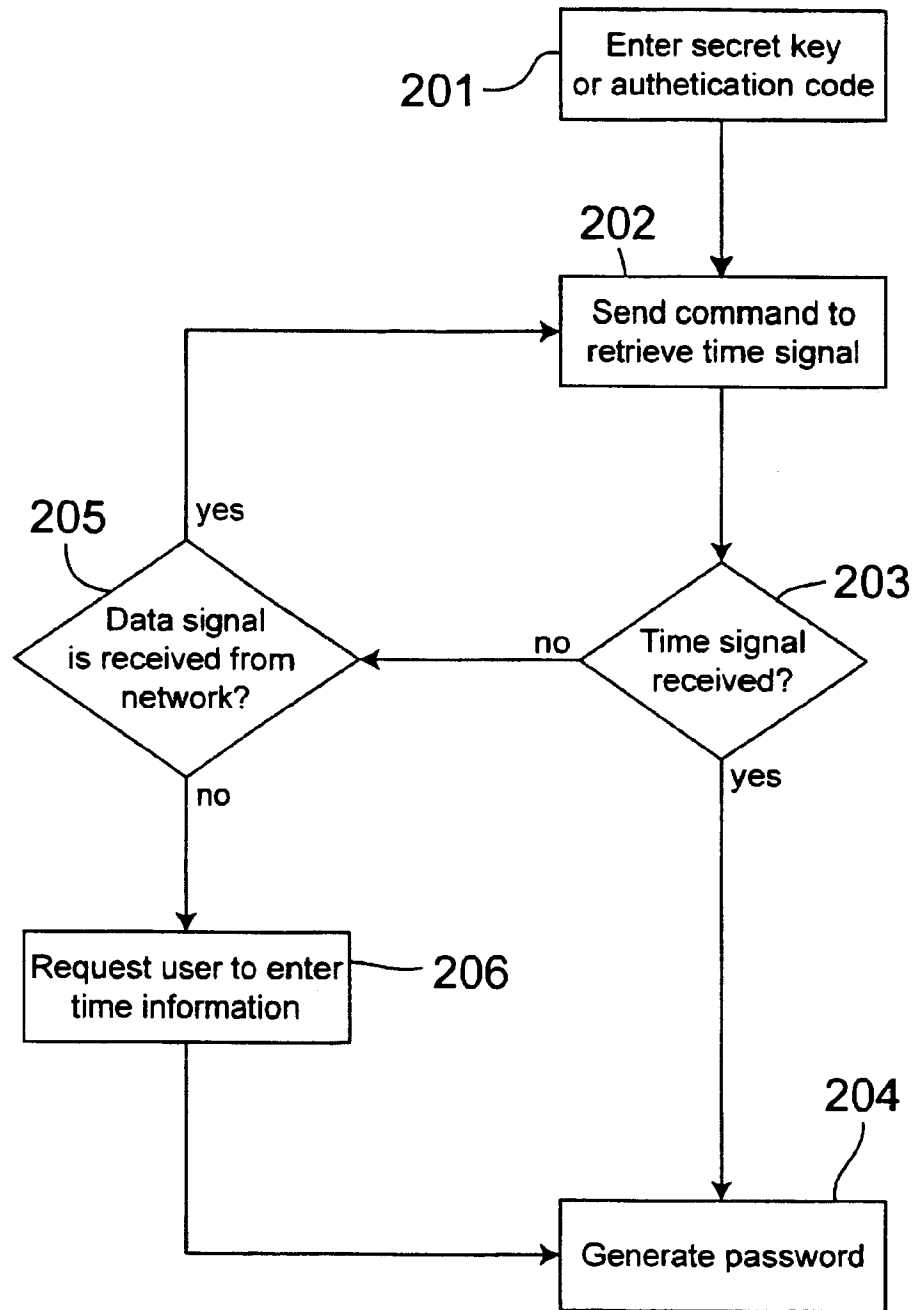 Enter secret key
or authetication code
201
202
Send command to
retrieve time signal
yes
205
203
Data signal
is received from
network?
no
Time signal
received?
yes
no
Request user to enter
time information
206
204
Generate password